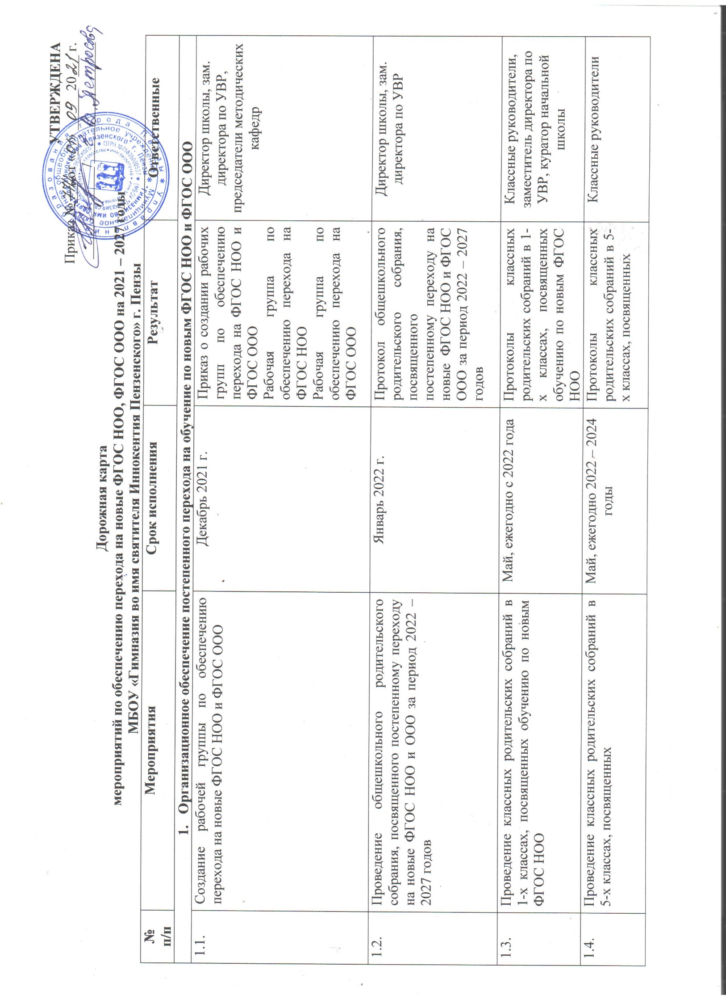 УТВЕРЖДЕНА
Приказ № от « » 09 2021 г.
Дорожная карта
мероприятий по обеспечению перехода на новые ФГОС НОО, ФГОС ООО на 2021 – 2027 годы
МБОУ «Гимназия во имя святителя Иннокентия Пензенского» г. Пензы
№
п/п
Мероприятия
Срок исполнения
Результат
Ответственные
1. Организационное обеспечение постепенного перехода на обучение по новым ФГОС НОО и ФГОС ООО
1.1.
Создание рабочей группы по обеспечению
перехода на новые ФГОС НОО и ФГОС ООО
Декабрь 2021 г.
Приказ о создании рабочих
групп по обеспечению
перехода на ФГОС НОО и
ФГОС ООО
Рабочая группа по
обеспечению перехода на
ФГОС НОО
Рабочая группа по
обеспечению перехода на
ФГОС ООО
Директор школы, зам.
директора по УВР,
председатели методических
кафедр
1.2.
Проведение общешкольного родительского
собрания, посвященного постепенному переходу
на новые ФГОС НОО и ООО за период 2022 –
2027 годов
Январь 2022 г.
Протокол общешкольного
родительского собрания,
посвященного
постепенному переходу на
новые ФГОС НОО и ФГОС
ООО за период 2022 – 2027
годов
Директор школы, зам.
директора по УВР
1.3.
Проведение классных родительских собраний в
1-х классах, посвященных обучению по новым
ФГОС НОО
Май, ежегодно с 2022 года
Протоколы классных
родительских собраний в 1-
х классах, посвященных
обучению по новым ФГОС
НОО
Классные руководители,
заместитель директора по
УВР, куратор начальной
школы
1.4.
Проведение классных родительских собраний в
5-х классах, посвященных
Май, ежегодно 2022 – 2024
годы
Протоколы классных
родительских собраний в 5-
х классах, посвященных
Классные руководители